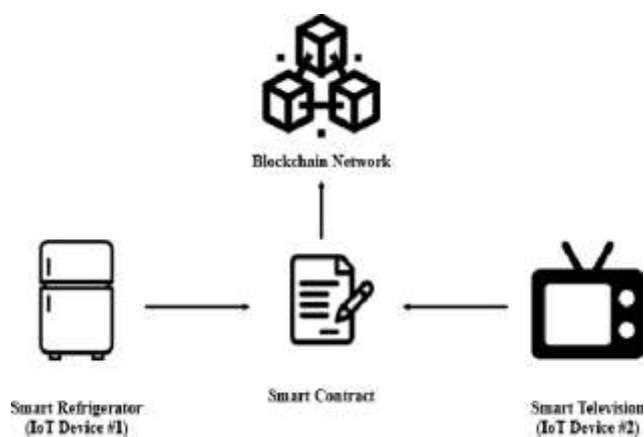 Blockchain Network
Smart Contract
Smart Refrigerator
(IoT Device #1)
Smart Television
(IoT Device #2)